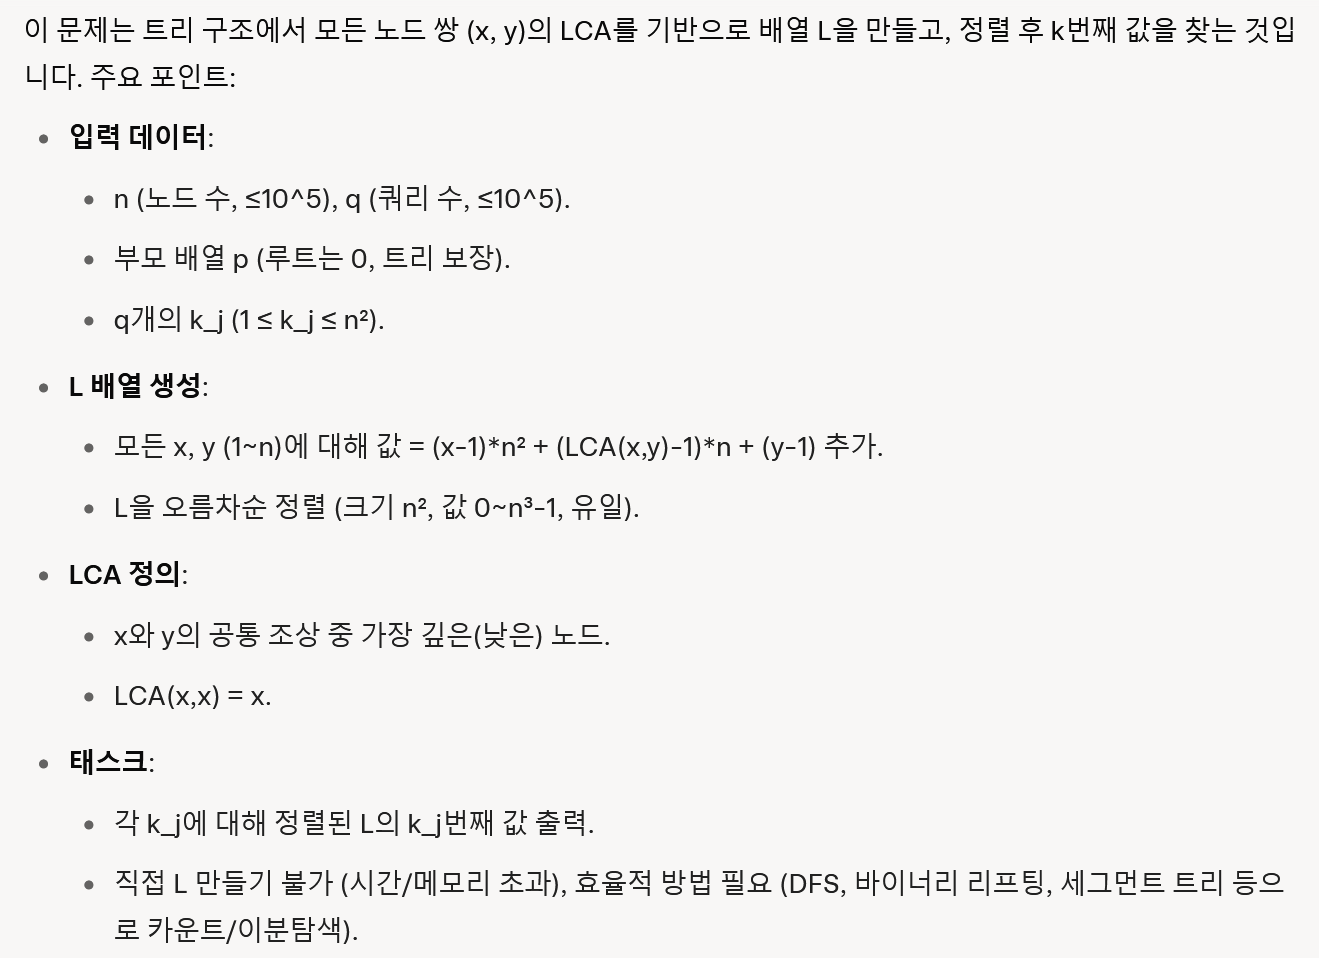 이 문제는 트리 구조에서 모든 노드 쌍 (x, y)의 LCA를 기반으로 배열 L을 만들고, 정렬 후 k번째 값을 찾는 것입
니다. 주요 포인트:
• 입력 데이터:
• n (노드 수, ≤10^5), q (쿼리 수, ≤10^5).
• 부모 배열 p (루트는 0, 트리 보장).
• q개의 k_j (1 ≤ k_j ≤ n²).
• L 배열 생성:
• 모든 x, y (1~n)에 대해 값 = (x-1)*n² + (LCA(x,y)-1)*n + (y-1) 추가.
• L을 오름차순 정렬 (크기 n², 값 0~n³-1, 유일).
• LCA 정의:
• x와 y의 공통 조상 중 가장 깊은(낮은) 노드.
• LCA(x,x) = x.
• 태스크:
• 각 k_j에 대해 정렬된 L의 k_j번째 값 출력.
• 직접 L 만들기 불가 (시간/메모리 초과), 효율적 방법 필요 (DFS, 바이너리 리프팅, 세그먼트 트리 등으
로 카운트/이분탐색).